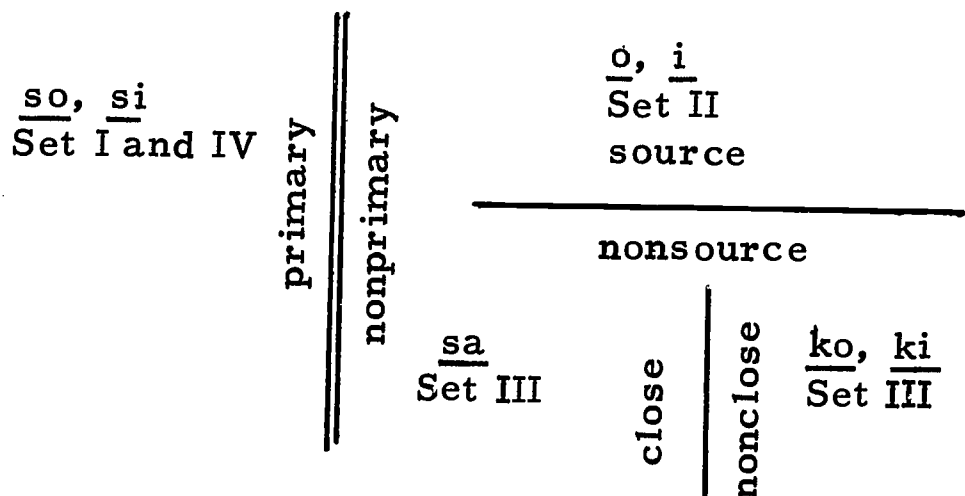 so, si
Set I and IV
primary
nonprimary
o, i
Set II
source
nonsource
sa
Set III
close
nonclose
ko, ki
Set III